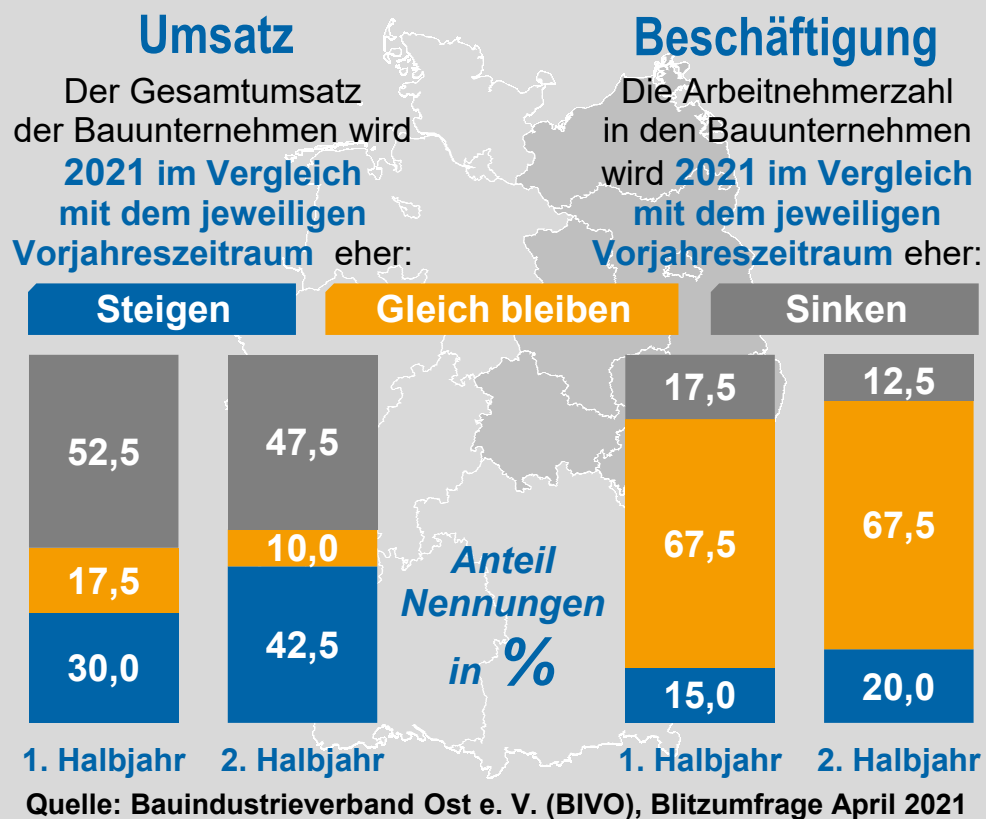 Umsatz
Der Gesamtumsatz
der Bauunternehmen wird
2021 im Vergleich
mit dem jeweiligen
Vorjahreszeitraum eher:
Beschäftigung
Die Arbeitnehmerzahl
in den Bauunternehmen
wird 2021 im Vergleich
mit dem jeweiligen
Vorjahreszeitraum eher:
Steigen
Gleich bleiben
Sinken
52,5
17,5
30,0
1. Halbjahr
47,5
10,0
42,5
2. Halbjahr
Anteil
Nennungen
in %
17,5
67,5
15,0
1. Halbjahr
12,5
67,5
20,0
2. Halbjahr
Quelle: Bauindustrieverband Ost e. V. (BIVO), Blitzumfrage April 2021